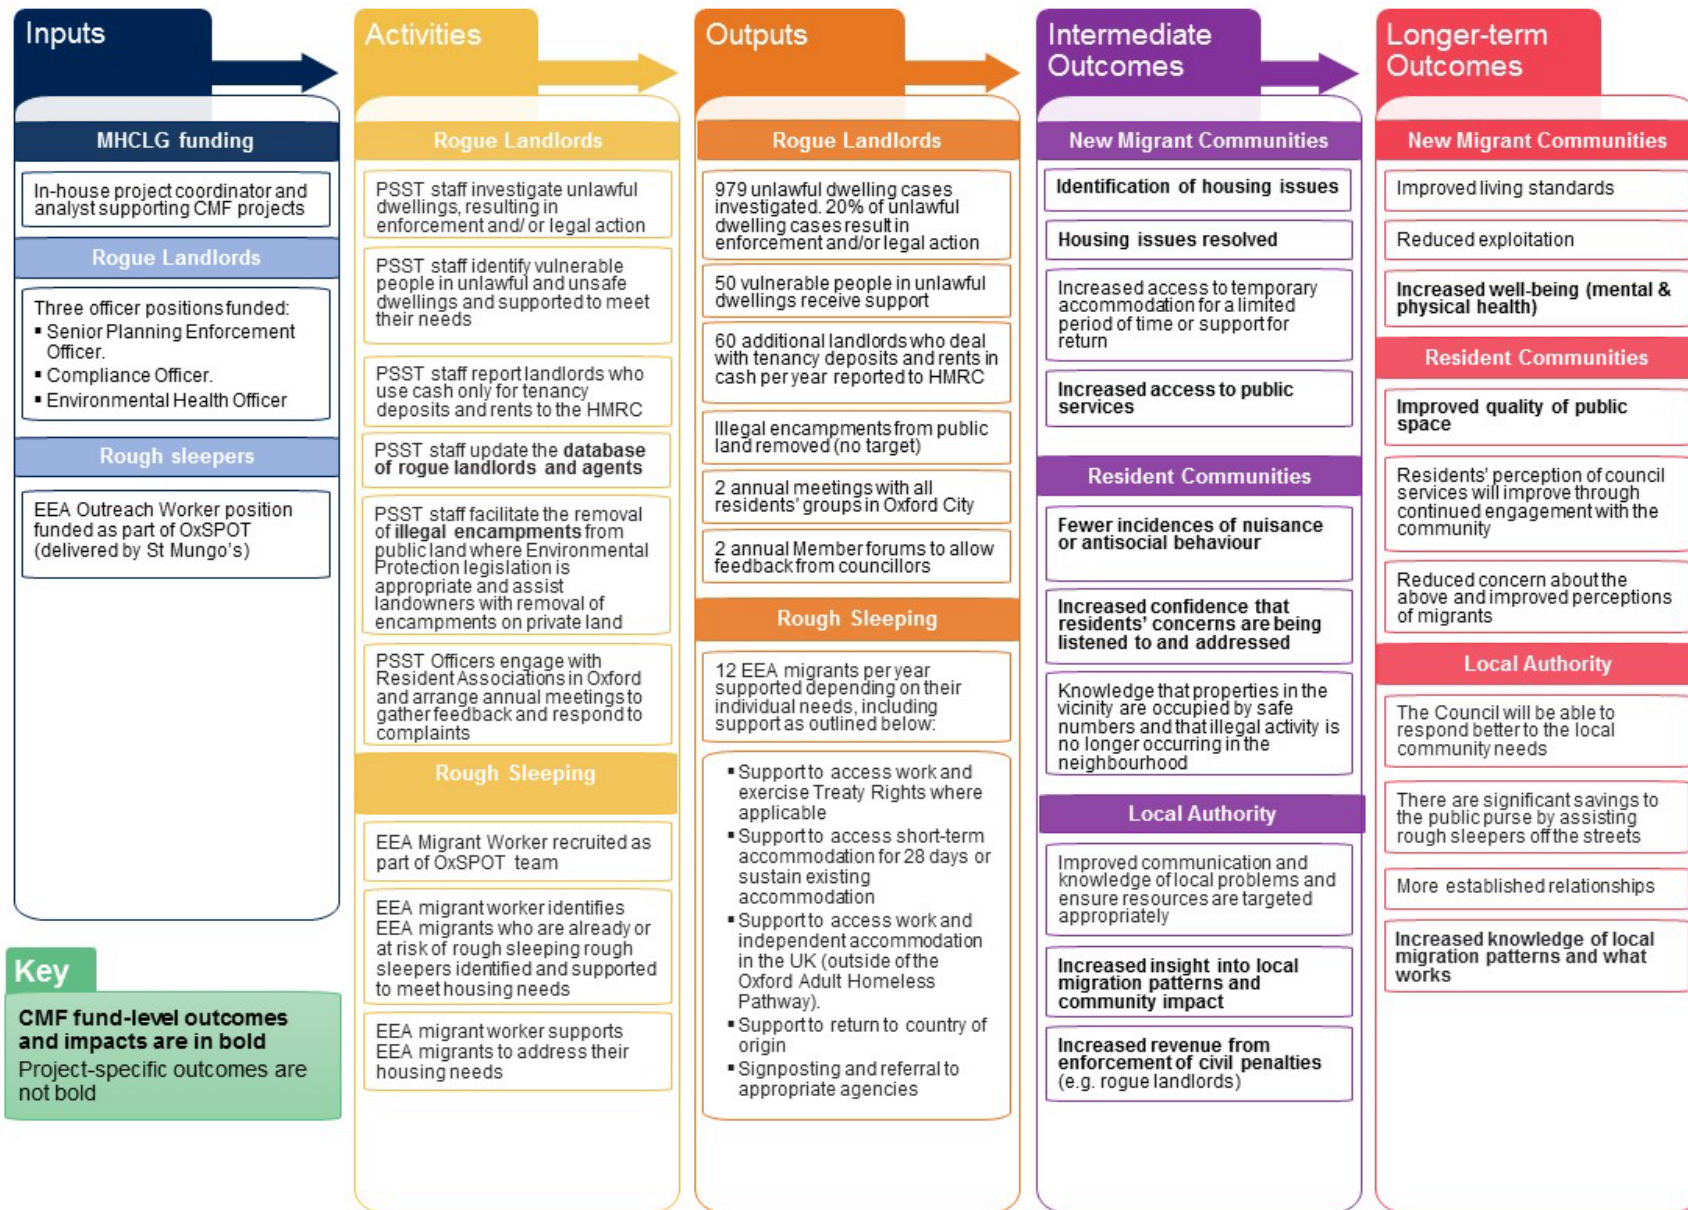 Inputs
MHCLG funding
In-house project coordinator and
analyst supporting CMF projects
Rogue Landlords
Three officer positions funded:
▪ Senior Planning Enforcement
Officer.
▪ Compliance Officer.
▪ Environmental Health Officer
Rough sleepers
EEA Outreach Worker position
funded as part of OxSPOT
(delivered by St Mungo's)
Key
CMF fund-level outcomes
and impacts are in bold
Project-specific outcomes are
not bold
Activities
Rogue Landlords
PSST staff investigate unlawful
dwellings, resulting in
enforcement and/ or legal action
PSST staff identify vulnerable
people in unlawful and unsafe
dwellings and supported to meet
their needs
PSST staff report landlords who
use cash only for tenancy
deposits and rents to the HMRC
PSST staff update the database
of rogue landlords and agents
PSST staff facilitate the removal
of illegal encampments from
public land where Environmental
Protection legislation is
appropriate and assist
landowners with removal of
encampments on private land
PSST Officers engage with
Resident Associations in Oxford
and arrange annual meetings to
gather feedback and respond to
complaints
Rough Sleeping
EEA Migrant Worker recruited as
part of OxSPOT team
EEA migrant worker identifies
EEA migrants who are already or
at risk of rough sleeping rough
sleepers identified and supported
to meet housing needs
EEA migrant worker supports
EEA migrants to address their
housing needs
Outputs
Rogue Landlords
979 unlawful dwelling cases
investigated. 20% of unlawful
dwelling cases result in
enforcement and/or legal action
50 vulnerable people in unlawful
dwellings receive support
60 additional landlords who deal
with tenancy deposits and rents in
cash per year reported to HMRC
Illegal encampments from public
land removed (no target)
2 annual meetings with all
residents' groups in Oxford City
2 annual Member forums to allow
feedback from councillors
Rough Sleeping
12 EEA migrants per year
supported depending on their
individual needs, including
support as outlined below:
▪ Support to access work and
exercise Treaty Rights where
applicable
▪ Support to access short-term
accommodation for 28 days or
sustain existing
accommodation
▪ Support to access work and
independent accommodation
in the UK (outside of the
Oxford Adult Homeless
Pathway).
▪ Support to return to country of
origin
▪ Signposting and referral to
appropriate agencies
Intermediate
Outcomes
New Migrant Communities
Identification of housing issues
Housing issues resolved
Increased access to temporary
accommodation for a limited
period of time or support for
return
Increased access to public
services
Resident Communities
Fewer incidences of nuisance
or antisocial behaviour
Increased confidence that
residents' concerns are being
listened to and addressed
Knowledge that properties in the
vicinity are occupied by safe
numbers and that illegal activity is
no longer occurring in the
neighbourhood
Local Authority
Improved communication and
knowledge of local problems and
ensure resources are targeted
appropriately
Increased insight into local
migration patterns and
community impact
Increased revenue from
enforcement of civil penalties
(e.g. rogue landlords)
Longer-term
Outcomes
New Migrant Communities
Improved living standards
Reduced exploitation
Increased well-being (mental &
physical health)
Resident Communities
Improved quality of public
space
Residents' perception of council
services will improve through
continued engagement with the
community
Reduced concern about the
above and improved perceptions
of migrants
Local Authority
The Council will be able to
respond better to the local
community needs
There are significant savings to
the public purse by assisting
rough sleepers off the streets
More established relationships
Increased knowledge of local
migration patterns and what
works